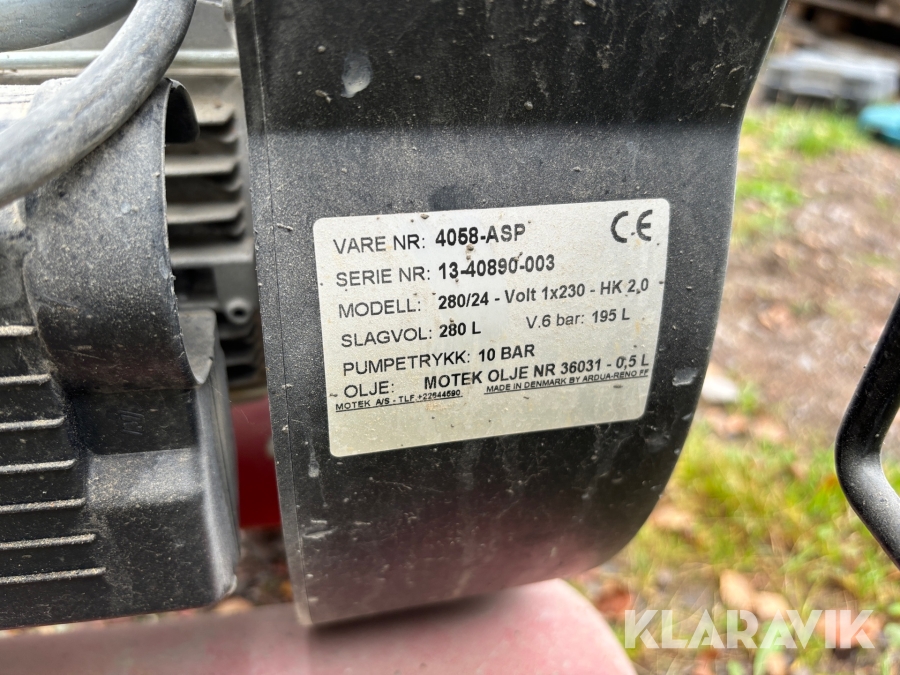 VARE NR: 4058-ASP CE
SERIE NR: 13-40890-003
MODELL: 280/24 - Volt 1x230 - HK 2,0
SLAGVOL: 280 L V.6 bar: 195 L
PUMPETRYKK: 10 BAR
OLJE: MOTEK OLJE NR 36031 - 0,5 L
MOTEK A/S - TLF.+22644690 MADE IN DENMARK BY ARDUA-RENO FF
KLARAVIK